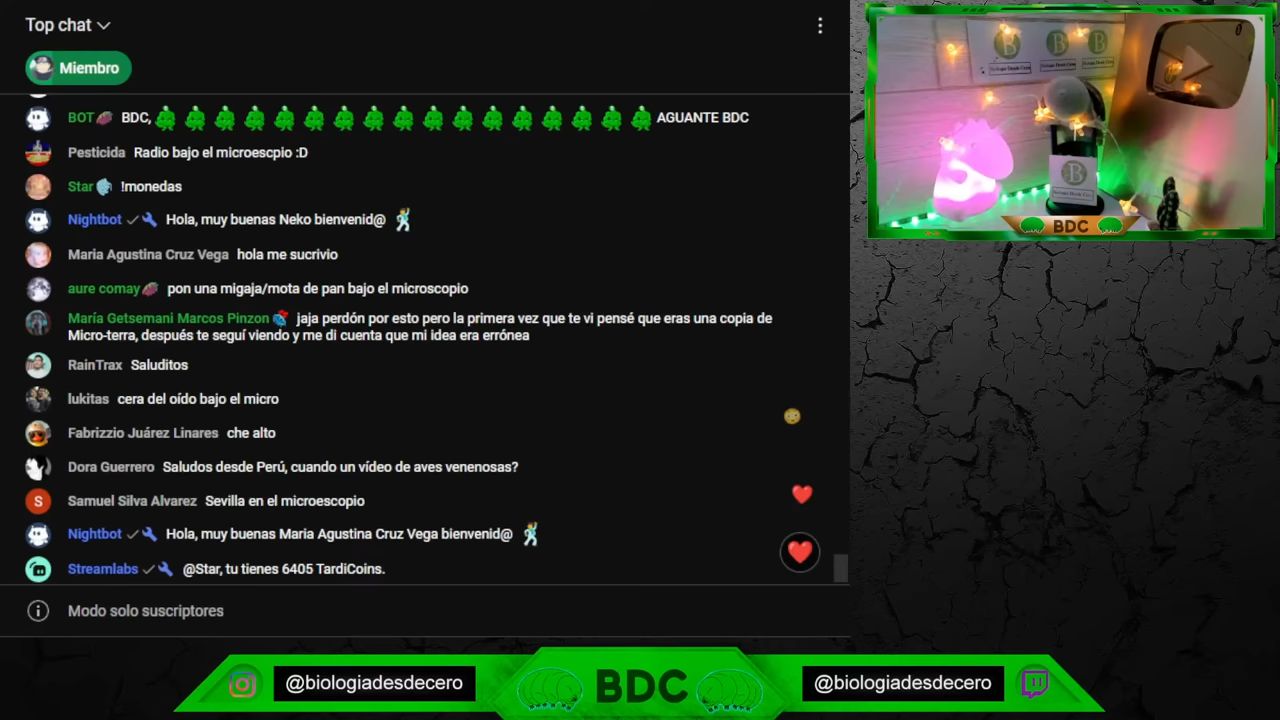 Top chat
Miembro
BOT BDC, AGUANTE BDC
Pesticida Radio bajo el microescpio :D
Star !monedas
Nightbot Hola, muy buenas Neko bienvenid@
Maria Agustina Cruz Vega hola me sucrivio
aure comay pon una migaja/mota de pan bajo el microscopio
María Getsemani Marcos Pinzon jaja perdón por esto pero la primera vez que te vi pensé que eras una copia de
Micro-terra, después te seguí viendo y me di cuenta que mi idea era errónea
RainTrax Saluditos
lukitas cera del oído bajo el micro
Fabrizzio Juárez Linares che alto
Dora Guerrero Saludos desde Perú, cuando un vídeo de aves venenosas?
S Samuel Silva Alvarez Sevilla en el microescopio
Nightbot Hola, muy buenas Maria Agustina Cruz Vega bienvenid@
Streamlabs @Star, tu tienes 6405 TardiCoins.
Modo solo suscriptores
B
BDC
@biologiadesdecero
BDC
@biologiadesdecero